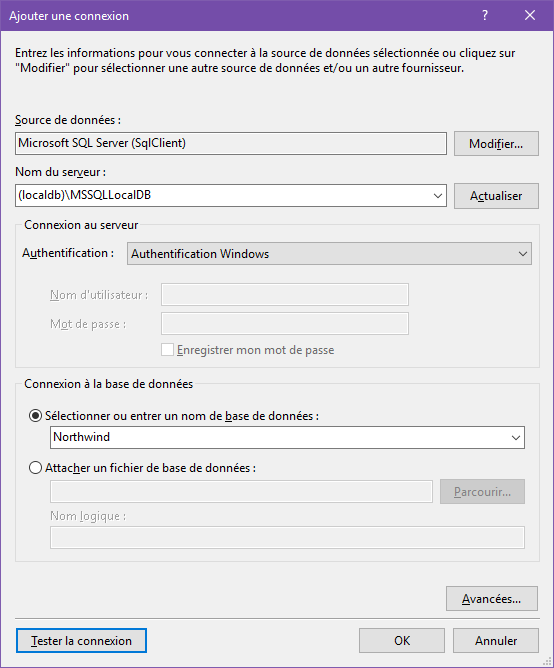 Ajouter une connexion
Entrez les informations pour vous connecter à la source de données sélectionnée ou cliquez sur
"Modifier" pour sélectionner une autre source de données et/ou un autre fournisseur.
Source de données :
Microsoft SQL Server (SqlClient)
Modifier...
Nom du serveur :
(localdb)\MSSQLLocalDB
Actualiser
Connexion au serveur
Authentification :
Authentification Windows
Nom d'utilisateur :
Mot de passe :
Enregistrer mon mot de passe
Connexion à la base de données
Sélectionner ou entrer un nom de base de données :
Northwind
Attacher un fichier de base de données :
Parcourir...
Nom logique :
Avancées...
Tester la connexion
OK
Annuler